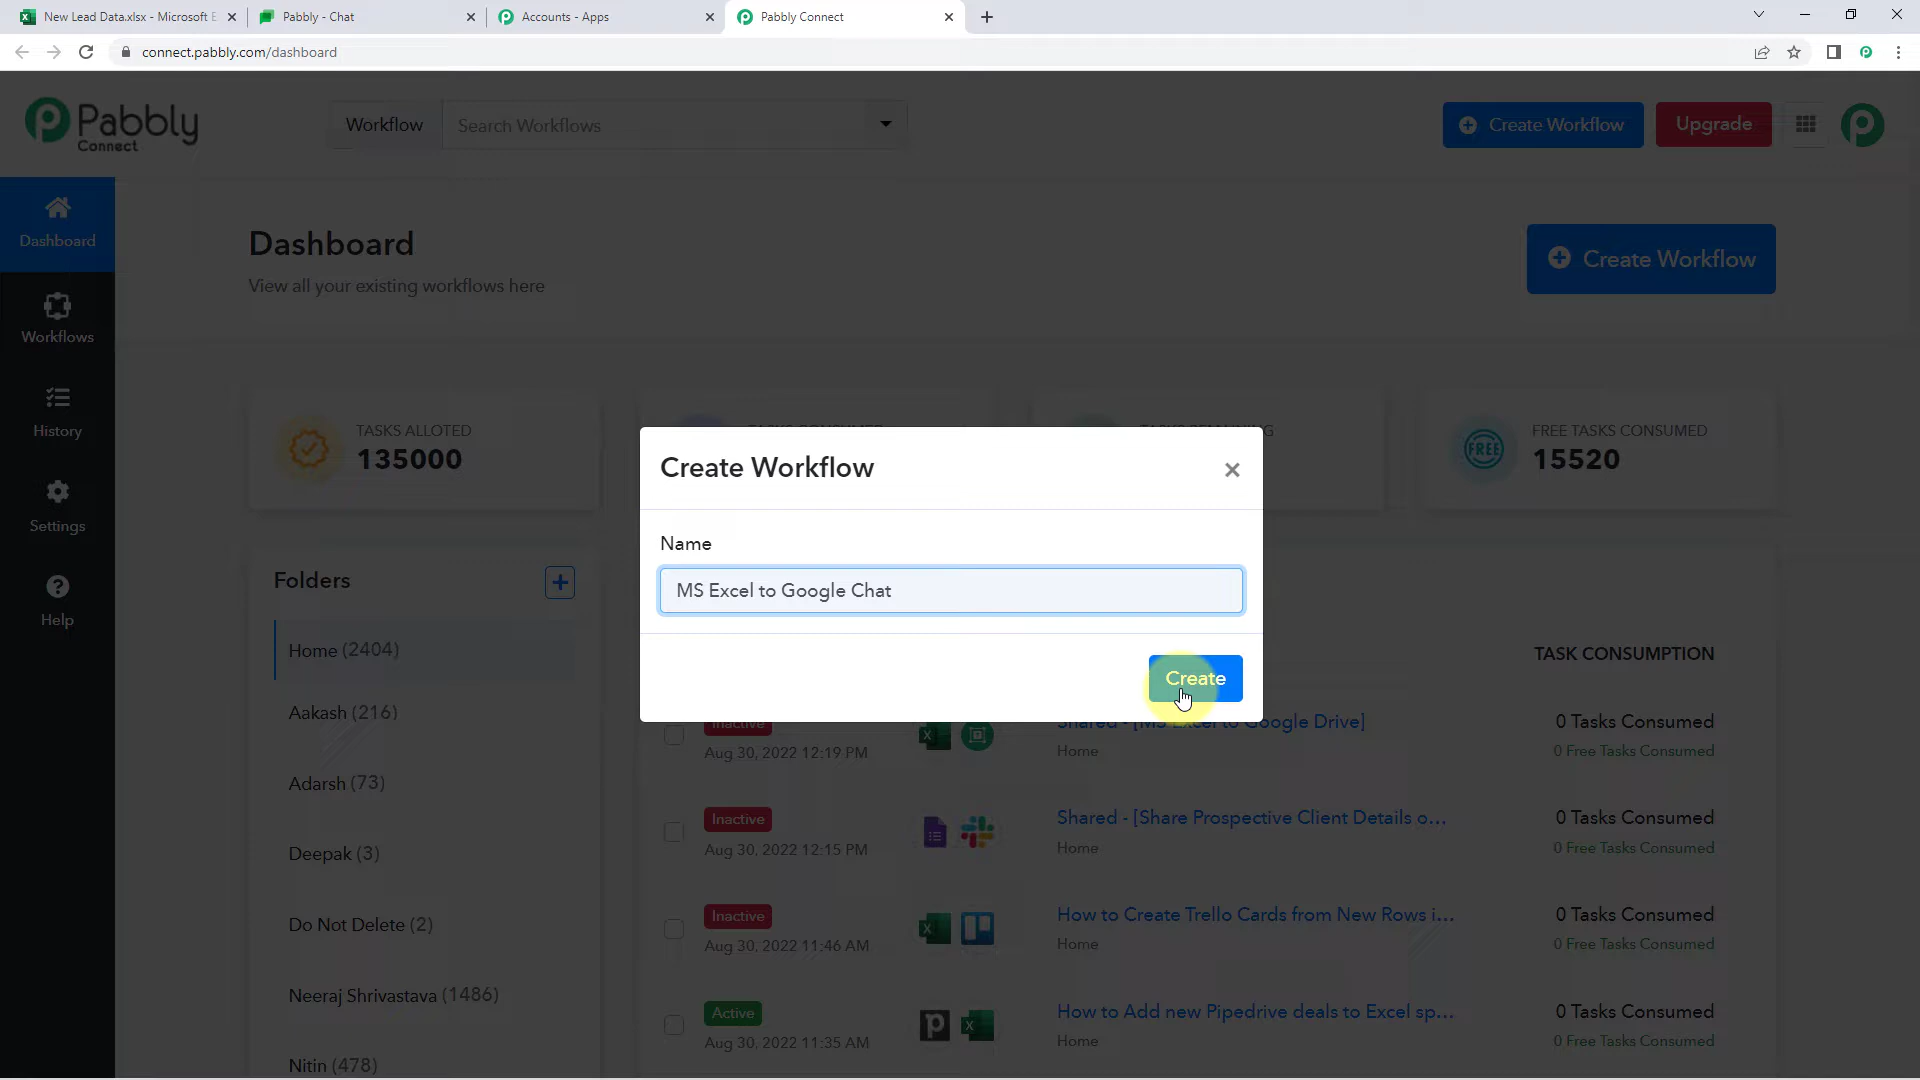 New Lead Data.xlsx - Microsoft E
Pabbly - Chat
Accounts - Apps
Pabbly Connect
connect.pabbly.com/dashboard
Pabbly
Connect
Workflow
Search Workflows
Create Workflow
Upgrade
Dashboard
Workflows
History
Settings
Help
Dashboard
View all your existing workflows here
Create Workflow
TASKS ALLOTED
135000
FREE
FREE TASKS CONSUMED
15520
Create Workflow
Name
MS Excel to Google Chat
Create
Folders
Home (2404)
Aakash (216)
Adarsh (73)
Deepak (3)
Do Not Delete (2)
Neeraj Shrivastava (1486)
Nitin (478)
TASK CONSUMPTION
Inactive
Aug 30, 2022 12:19 PM
Shared - [MS Excel to Google Drive]
Home
0 Tasks Consumed
0 Free Tasks Consumed
Inactive
Aug 30, 2022 12:15 PM
Shared - [Share Prospective Client Details o...
Home
0 Tasks Consumed
0 Free Tasks Consumed
Inactive
Aug 30, 2022 11:46 AM
How to Create Trello Cards from New Rows i...
Home
0 Tasks Consumed
0 Free Tasks Consumed
Active
Aug 30, 2022 11:35 AM
How to Add new Pipedrive deals to Excel sp...
Home
0 Tasks Consumed
0 Free Tasks Consumed